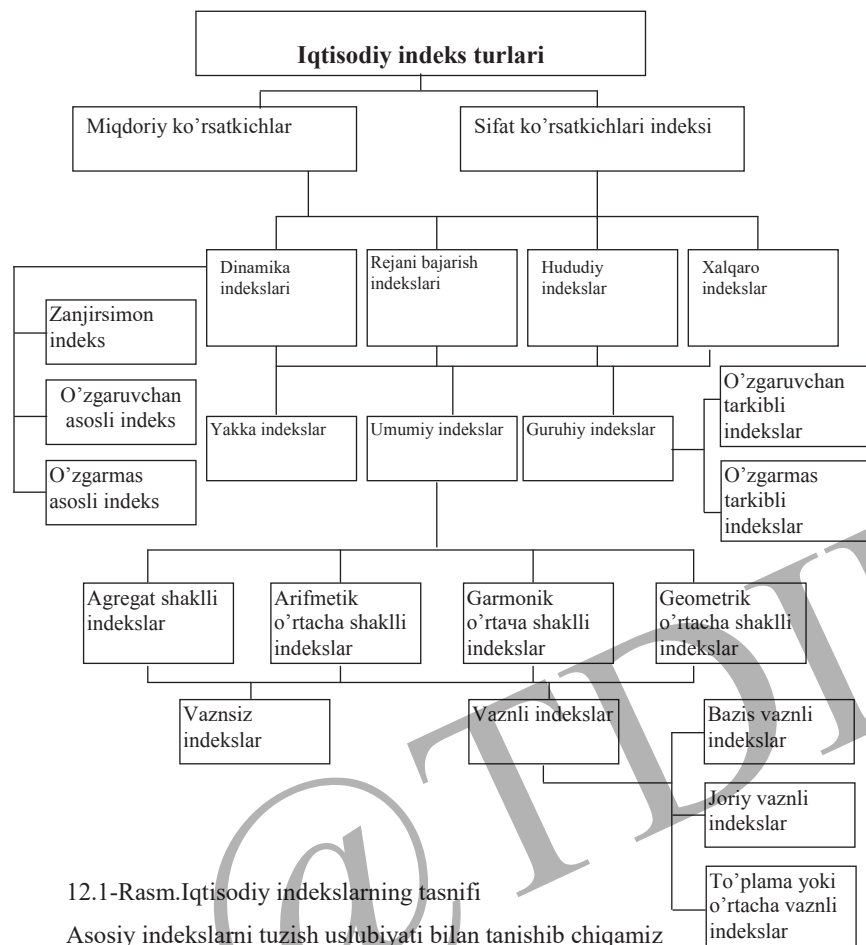 Iqtisodiy indeks turlari
Miqdoriy ko’rsatkichlar
Sifat ko’rsatkichlari indeksi
Dinamika
indekslari
Rejani bajarish
indekslari
Hududiy
indekslar
Xalqaro
indekslar
Zanjirsimon
indeks
O’zgaruvchan
asosli indeks
O’zgarmas
asosli indeks
Yakka indekslar
Umumiy indekslar
Guruhiy indekslar
O’zgaruvchan
tarkibli
indekslar
O’zgarmas
tarkibli
indekslar
Agregat shaklli
indekslar
Arifmetik
o’rtacha shaklli
indekslar
Garmonik
o’rtача shaklli
indekslar
Geometrik
o’rtacha shaklli
indekslar
Vaznsiz
indekslar
Vaznli indekslar
Bazis vaznli
indekslar
Joriy vaznli
indekslar
To’plama yoki
o’rtacha vaznli
indekslar
12.1-Rasm.Iqtisodiy indekslarning tasnifi
Asosiy indekslarni tuzish uslubiyati bilan tanishib chiqamiz
@TDI